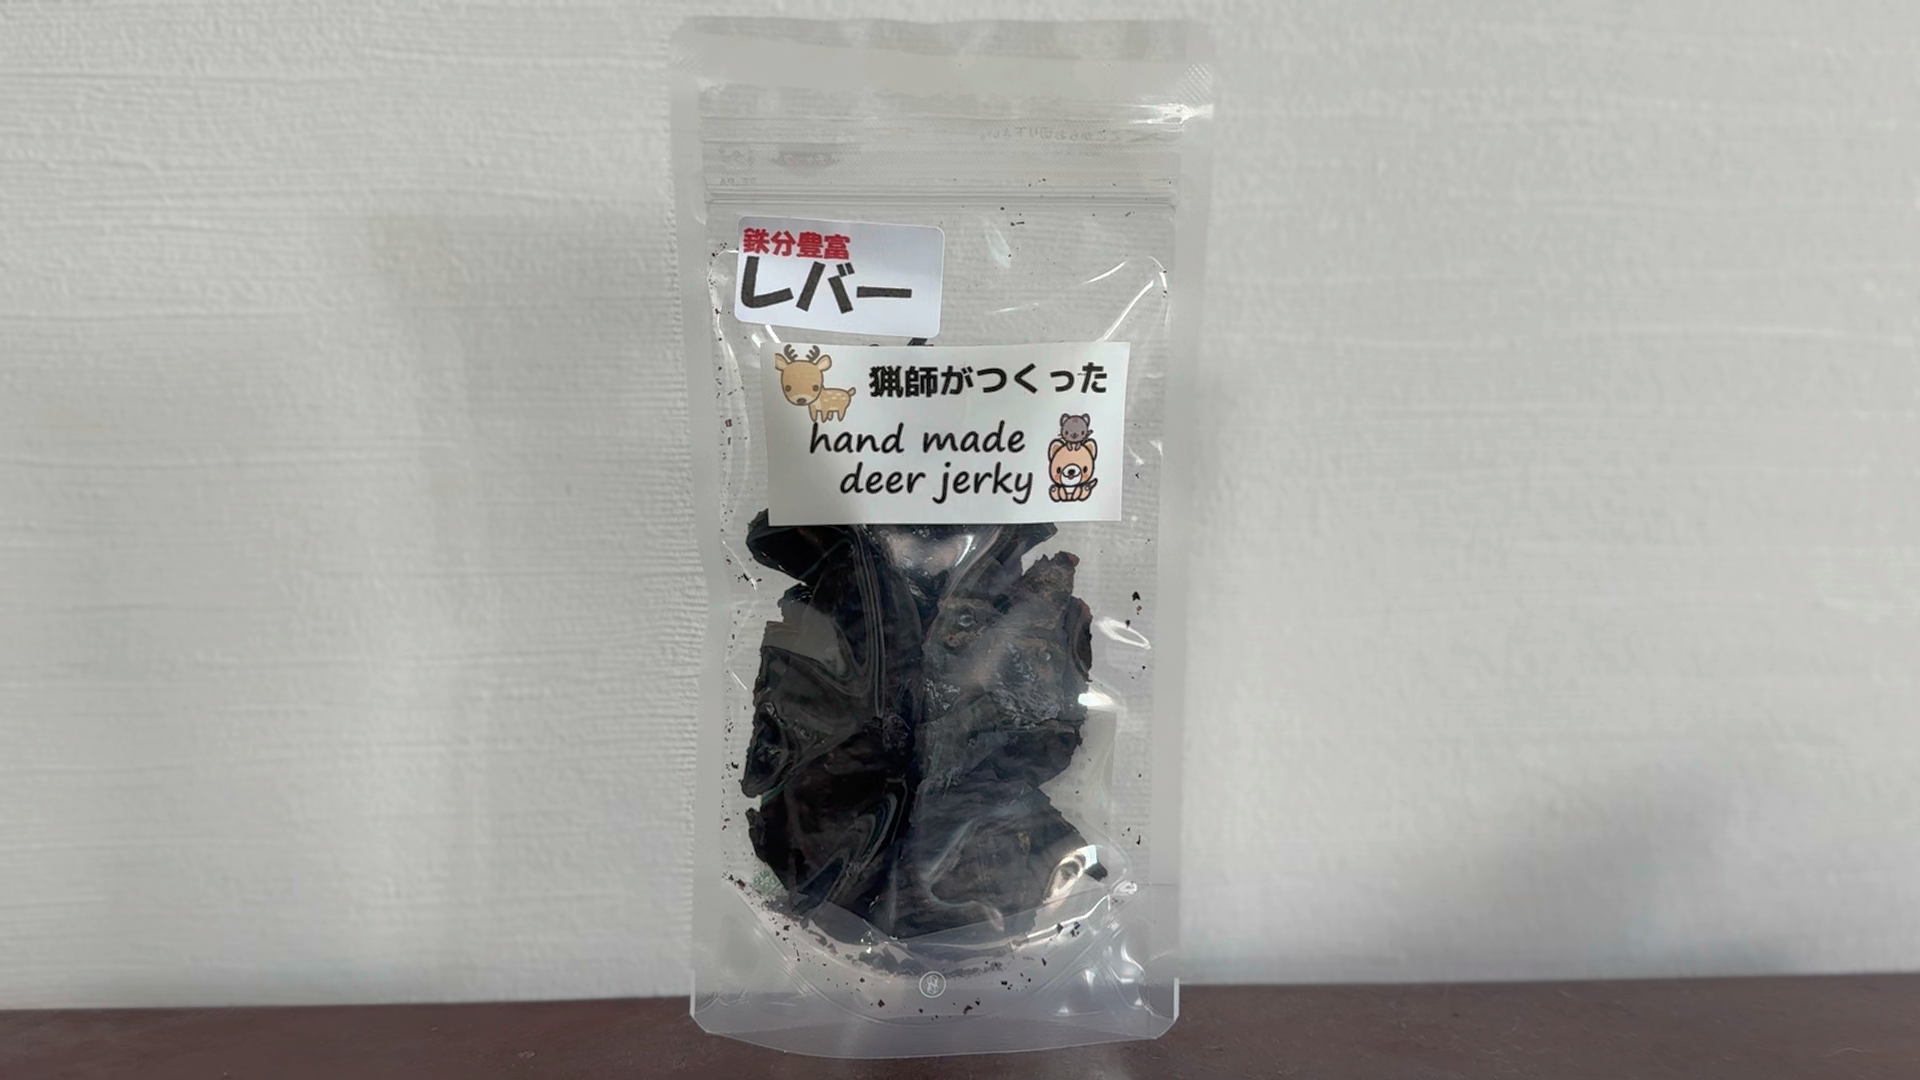 鉄分豊富
レバー
猟師がつくった
hand made
deer jerky